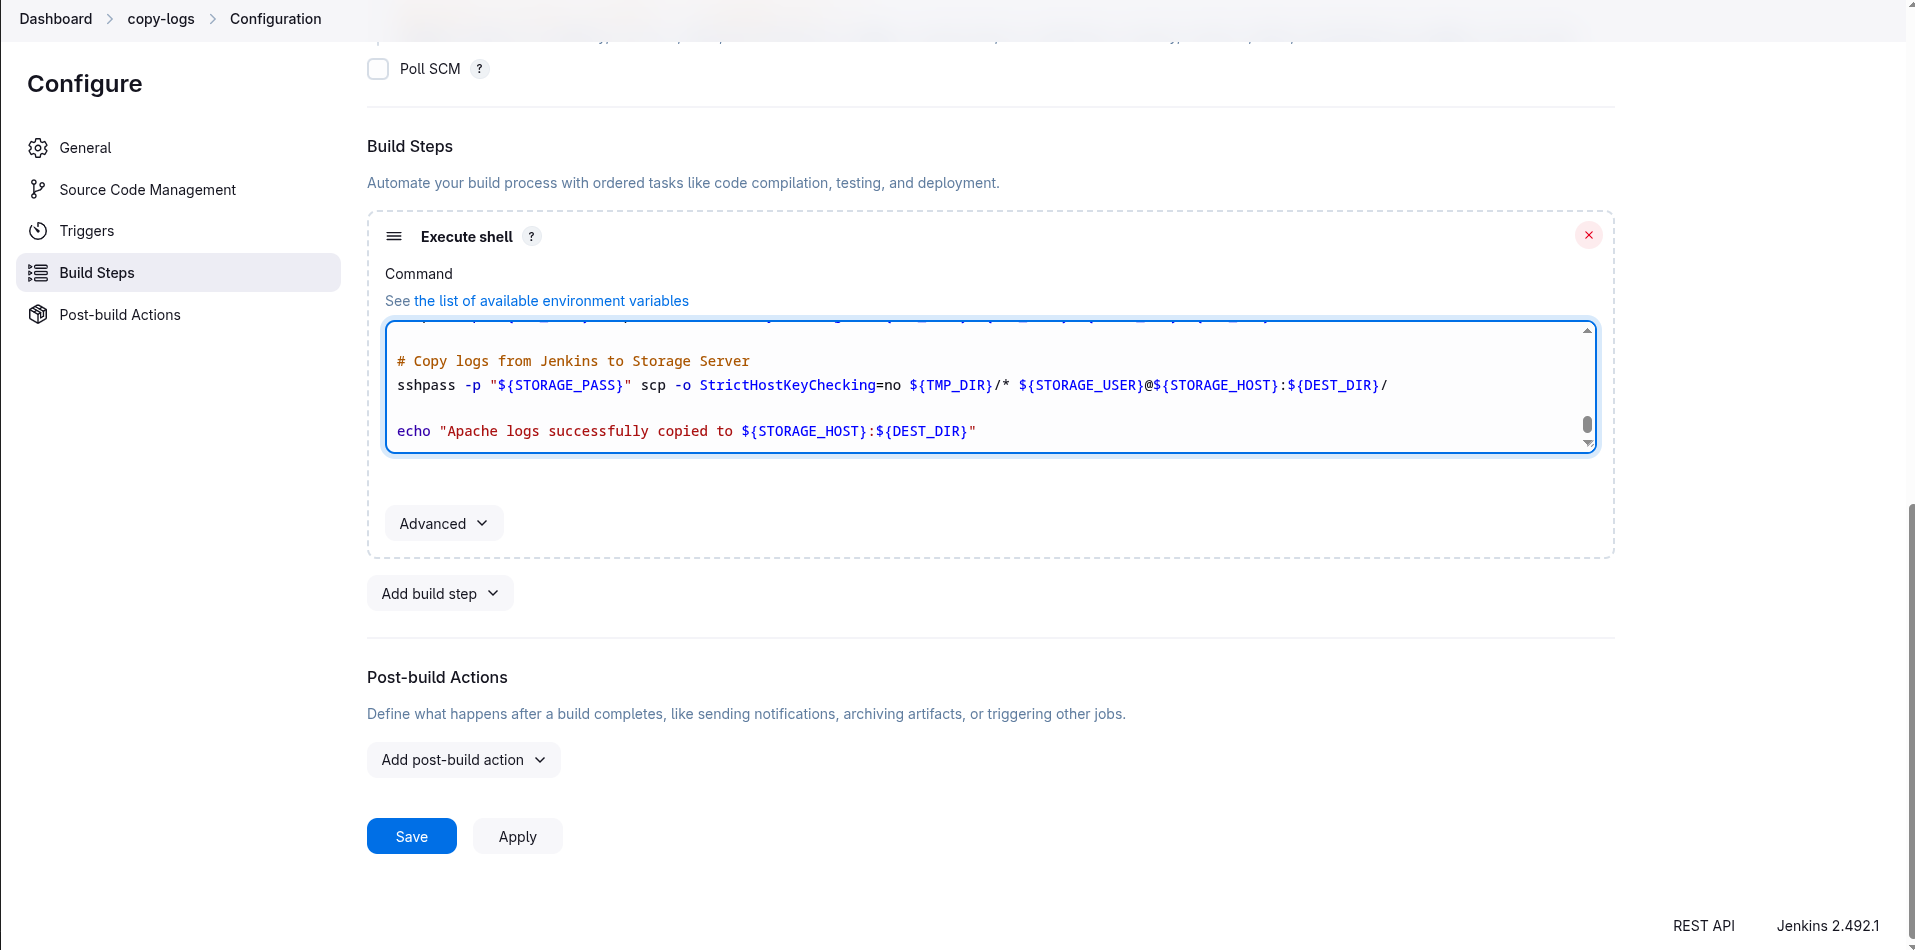 Dashboard > copy-logs > Configuration
Configure
General
Source Code Management
Triggers
Build Steps
Post-build Actions
Poll SCM ?
Build Steps
Automate your build process with ordered tasks like code compilation, testing, and deployment.
Execute shell ?
Command
See the list of available environment variables
# Copy logs from Jenkins to Storage Server
sshpass -p "${STORAGE_PASS}" scp -o StrictHostKeyChecking=no ${TMP_DIR}/* ${STORAGE_USER}@${STORAGE_HOST}:${DEST_DIR}/
echo "Apache logs successfully copied to ${STORAGE_HOST}:${DEST_DIR}"
Advanced
Add build step
Post-build Actions
Define what happens after a build completes, like sending notifications, archiving artifacts, or triggering other jobs.
Add post-build action
Save
Apply
REST API
Jenkins 2.492.1